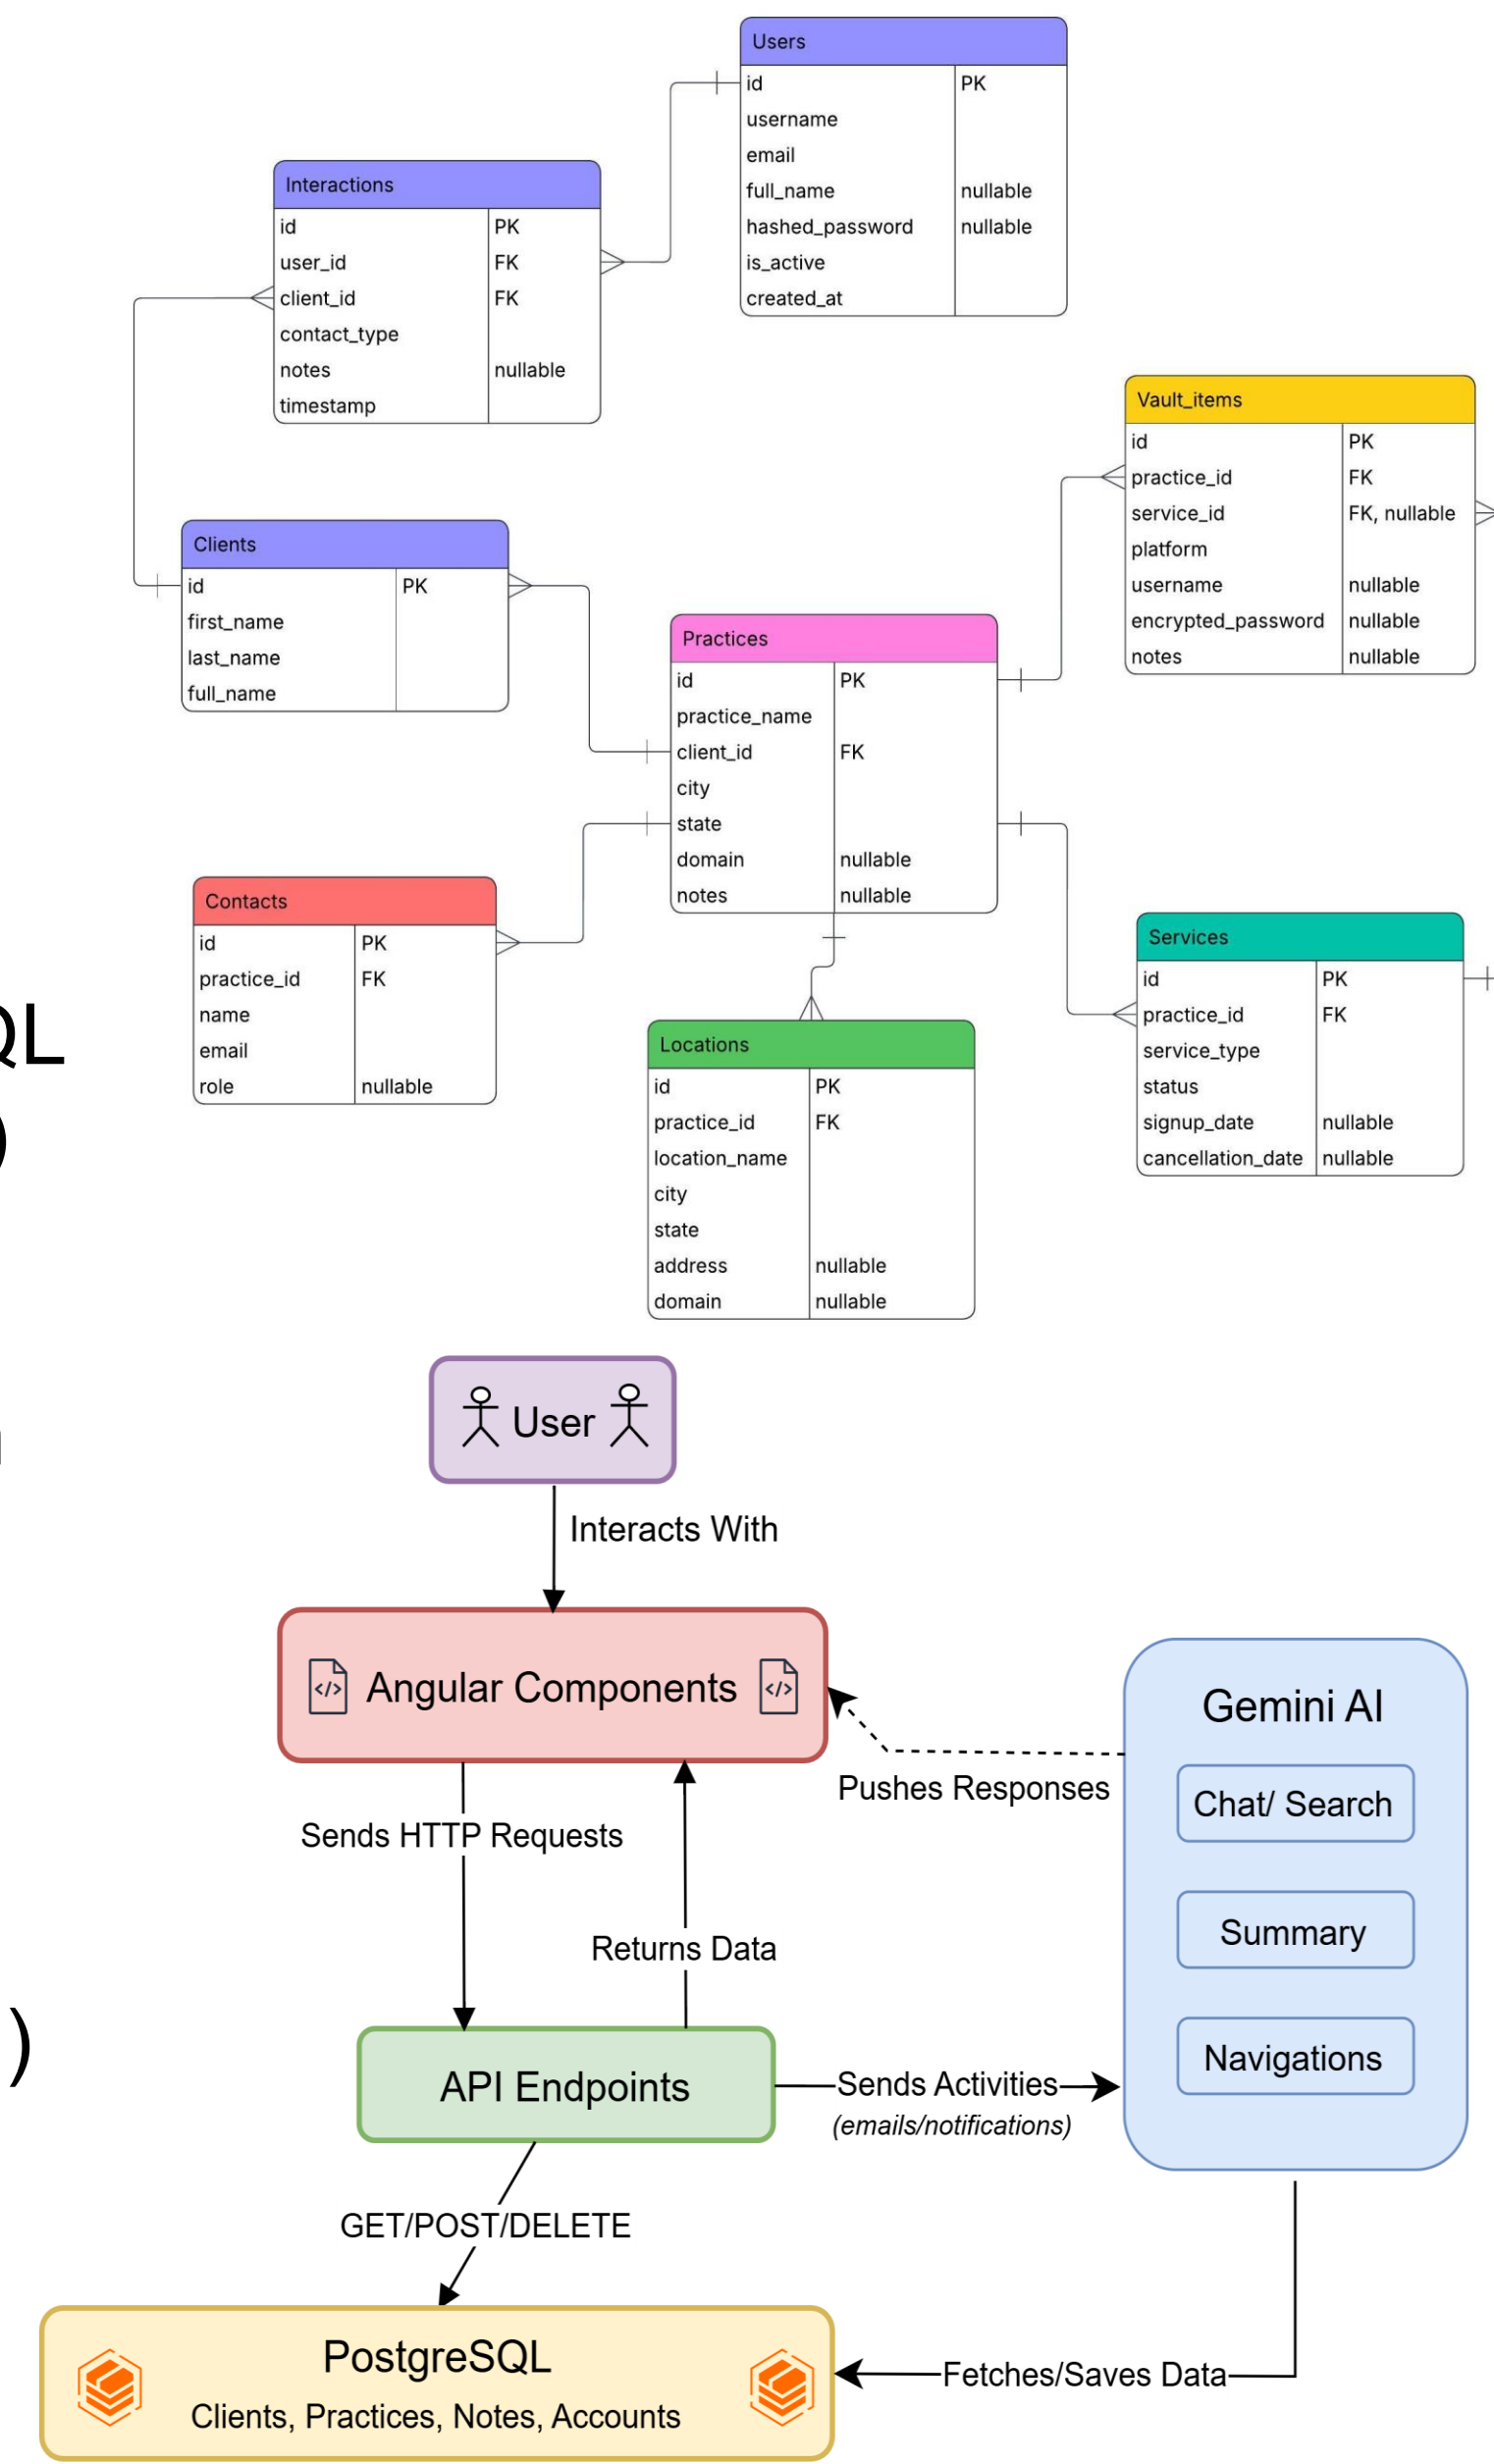 Users
id PK
username
email
full_name nullable
hashed_password nullable
is_active
created_at
Interactions
id PK
user_id FK
client_id FK
contact_type
notes nullable
timestamp
Vault_items
id PK
practice_id FK
service_id FK, nullable
platform
username nullable
encrypted_password nullable
notes nullable
Clients
id PK
first_name
last_name
full_name
Practices
id PK
practice_name
client_id FK
city
state
domain nullable
notes nullable
Contacts
id PK
practice_id FK
name
email
role nullable
Services
id PK
practice_id FK
service_type
status
signup_date nullable
cancellation_date nullable
Locations
id PK
practice_id FK
location_name
city
state
address nullable
domain nullable
QL
)
User
Interacts With
</> Angular Components </>
Gemini AI
Pushes Responses
Chat/ Search
Sends HTTP Requests
Summary
Returns Data
)
Navigations
API Endpoints
Sends Activities
(emails/notifications)
GET/POST/DELETE
PostgreSQL
Fetches/Saves Data
Clients, Practices, Notes, Accounts